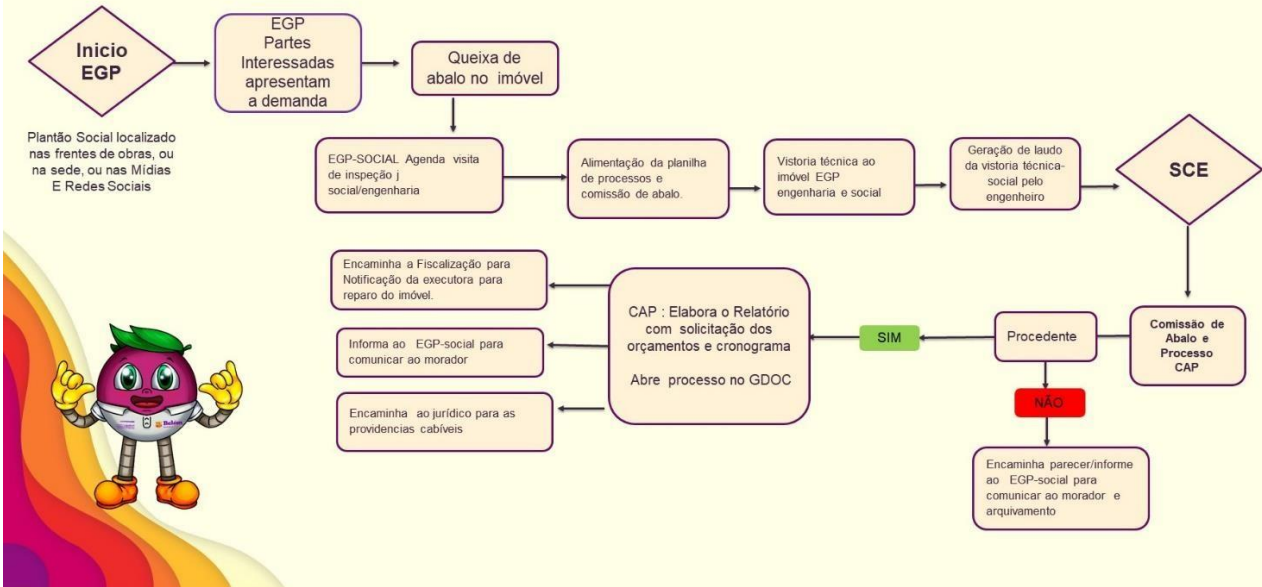 Inicio
EGP
EGP
Partes
Interessadas
apresentam
a demanda
Queixa de
abalo no imóvel
Plantão Social localizado
nas frentes de obras, ou
na sede, ou nas Mídias
E Redes Sociais
EGP-SOCIAL Agenda visita
de inspeção j
social/engenharia
Alimentação da planilha
de processos e
comissão de abalo.
Vistoria técnica ao
imóvel EGP
engenharia e social
Geração de laudo
da vistoria técnica-
social pelo
engenheiro
SCE
Comissão de
Abalo e
Processo
CAP
Procedente
SIM
NÃO
CAP : Elabora o Relatório
com solicitação dos
orçamentos e cronograma
Abre processo no GDOC
Encaminha a Fiscalização para
Notificação da executora para
reparo do imóvel.
Informa ao EGP-social para
comunicar ao morador
Encaminha ao jurídico para as
providencias cabíveis
Encaminha parecer/informe
ao EGP-social para
comunicar ao morador e
arquivamento